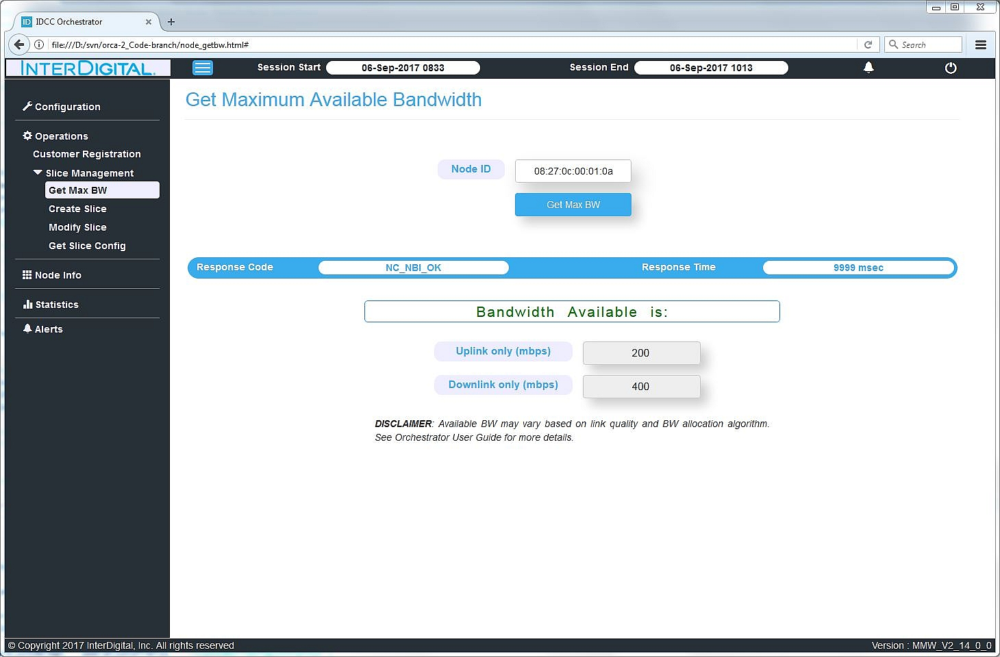 ID IDCC Orchestrator
file:///D:/svn/orca-2_Code-branch/node_getbw.html#
Search
INTERDIGITAL.
Session Start 06-Sep-2017 0833 Session End 06-Sep-2017 1013
Configuration
Operations
Customer Registration
Slice Management
Get Max BW
Create Slice
Modify Slice
Get Slice Config
Node Info
Statistics
Alerts
Get Maximum Available Bandwidth
Node ID 08:27:0c:00:01:0a
Get Max BW
Response Code NC_NBI_OK Response Time 9999 msec
Bandwidth Available is:
Uplink only (mbps) 200
Downlink only (mbps) 400
DISCLAIMER: Available BW may vary based on link quality and BW allocation algorithm.
See Orchestrator User Guide for more details.
© Copyright 2017 InterDigital, Inc. All rights reserved
Version : MMW_V2_14_0_0